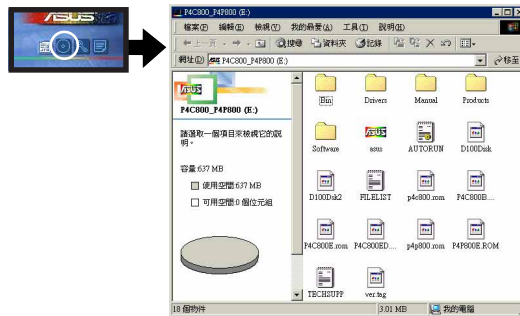 ASUS
P4C800_P4P800 (E:)
檔案(F) 編輯(E) 檢視(V) 我的最愛(A) 工具(T) 說明(H)
上一頁 搜尋 資料夾 記錄
網址(D) P4C800_P4P800 (E:) 移至
ASUS
P4C800_P4P800 (E:)
請選取一個項目來檢視它的說
明。
容量:637 MB
使用空間:637 MB
可用空間:0 個位元組
Bin Drivers Manual Products
Software asus AUTORUN D100Disk
D100Dsk2 FILELIST p4c800.rom P4C800B....
P4C800E.rom P4C800ED.... p4p800.rom P4P800E.ROM
TECHSUPP ver.tag
18 個物件 3.01 MB 我的電腦